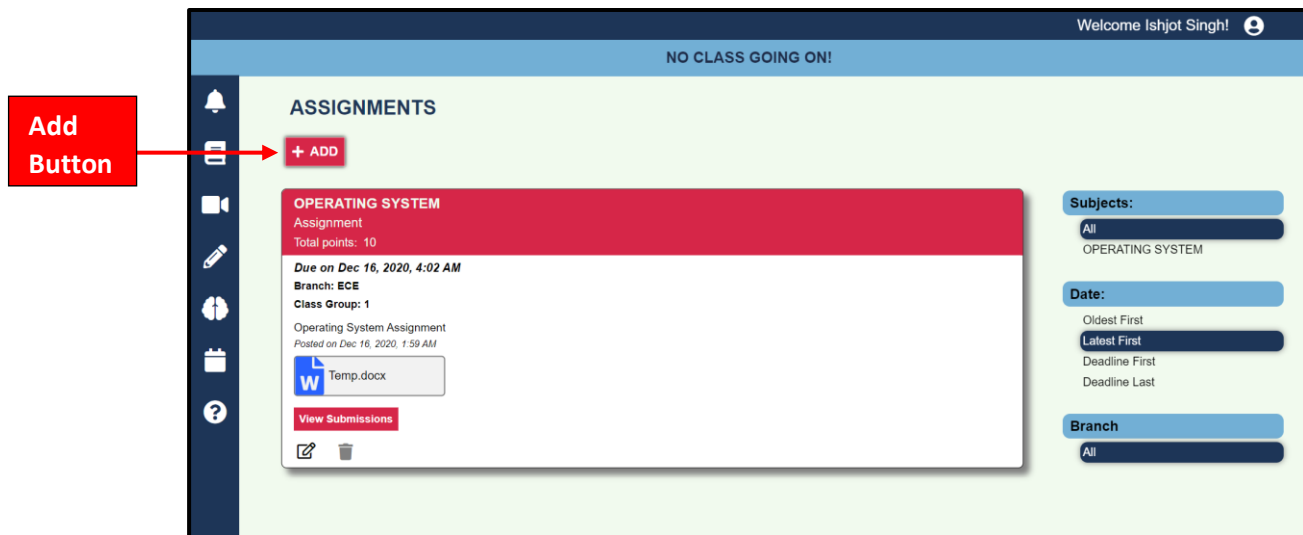 Welcome Ishjot Singh!
NO CLASS GOING ON!
Add
Button
ASSIGNMENTS
+ ADD
OPERATING SYSTEM
Assignment
Total points: 10
Due on Dec 16, 2020, 4:02 AM
Branch: ECE
Class Group: 1
Operating System Assignment
Posted on Dec 16, 2020, 1:59 AM
W Temp.docx
View Submissions
Subjects:
All
OPERATING SYSTEM
Date:
Oldest First
Latest First
Deadline First
Deadline Last
Branch
All